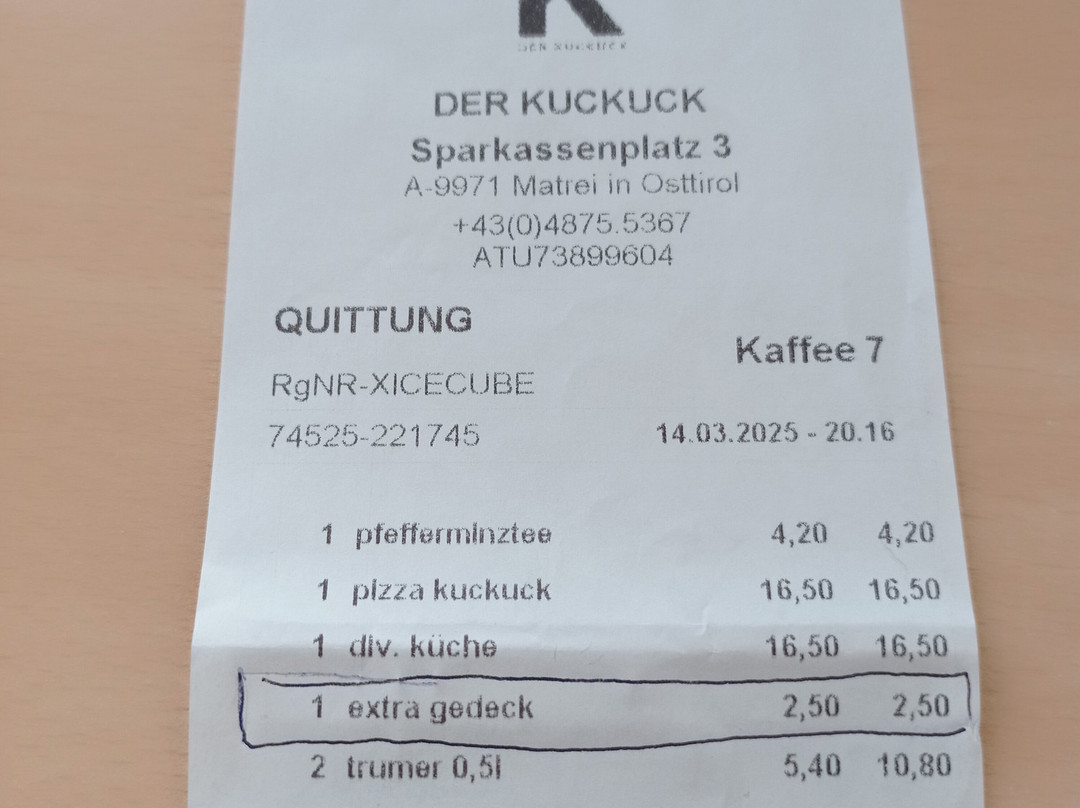 K
DER KUCKUCK
DER KUCKUCK
Sparkassenplatz 3
A-9971 Matrei in Osttirol
+43(0)4875.5367
ATU73899604
QUITTUNG
Kaffee 7
RgNR-XICECUBE
74525-221745 14.03.2025 - 20.16
1 pfefferminztee 4,20 4,20
1 pizza kuckuck 16,50 16,50
1 div. küche 16,50 16,50
1 extra gedeck 2,50 2,50
2 trumer 0,5l 5,40 10,80